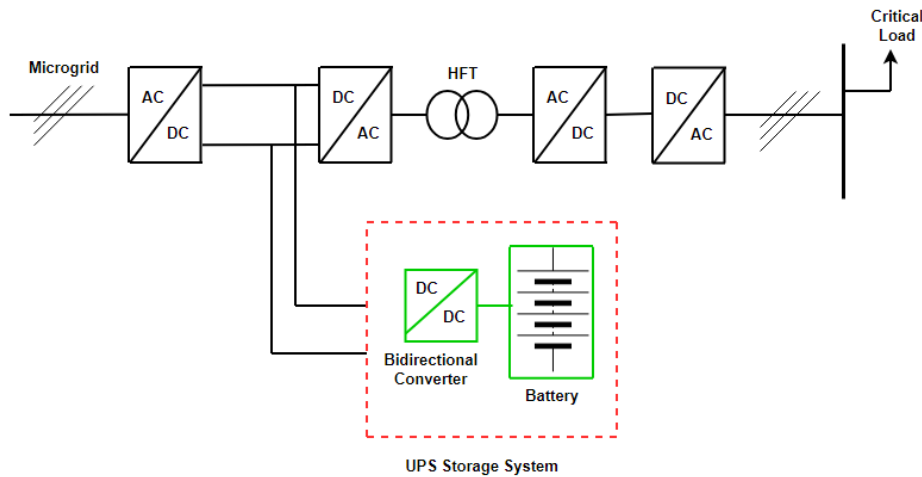 Critical
Load
Microgrid
HFT
AC
DC
DC
AC
AC
DC
DC
AC
DC
DC
Bidirectional
Converter
Battery
UPS Storage System